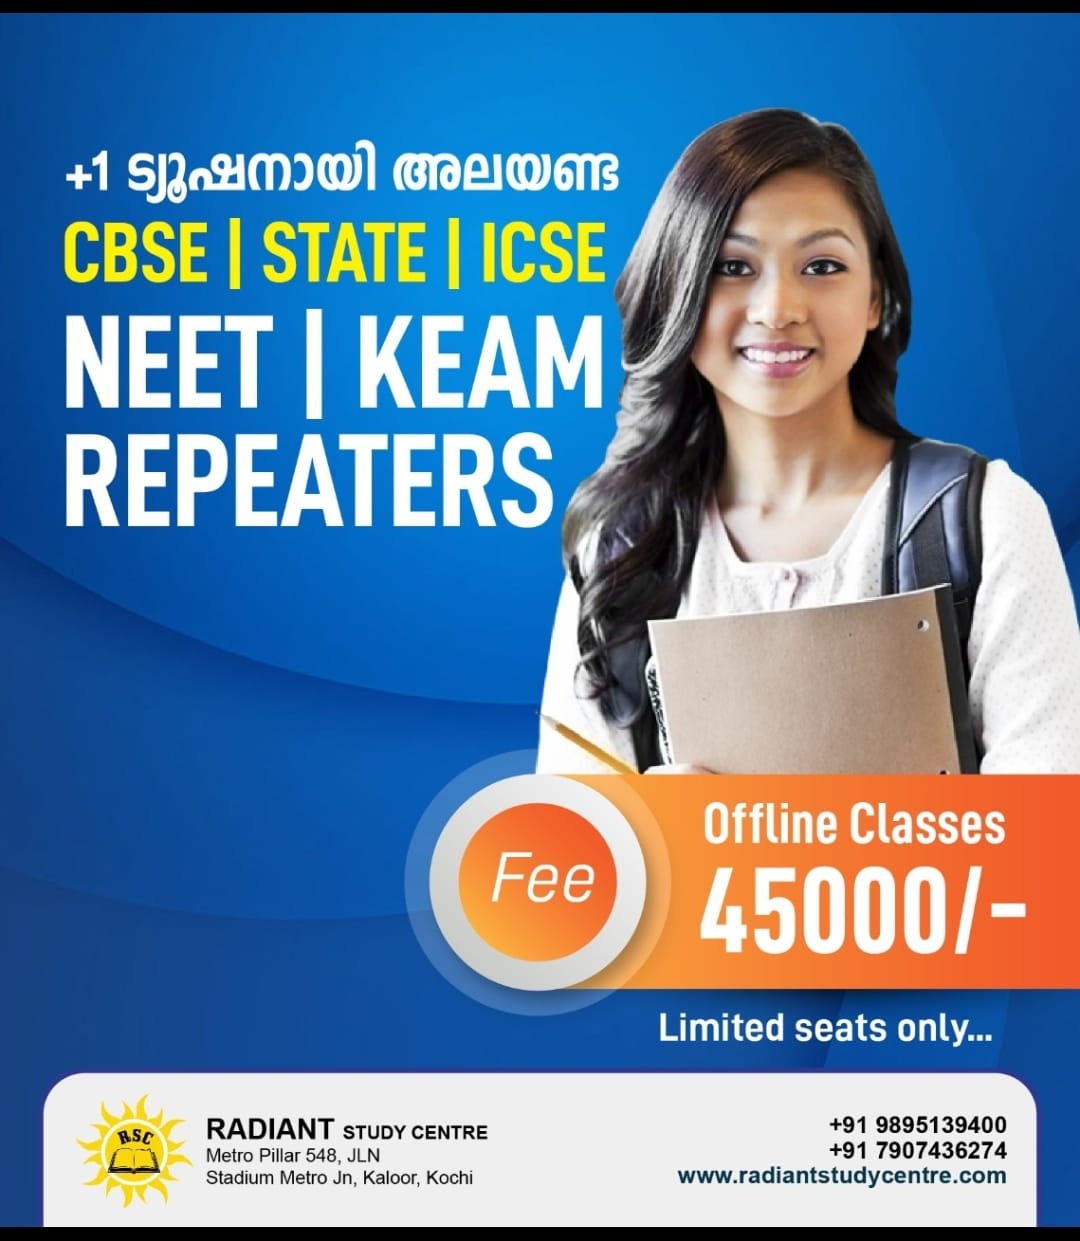 +1 ട്യൂഷനായി അലയണ്ട
CBSE | STATE | ICSE
NEET | KEAM
REPEATERS
Fee
Offline Classes
45000/-
Limited seats only...
RSC
RADIANT STUDY CENTRE
Metro Pillar 548, JLN
Stadium Metro Jn, Kaloor, Kochi
+91 9895139400
+91 7907436274
www.radiantstudycentre.com